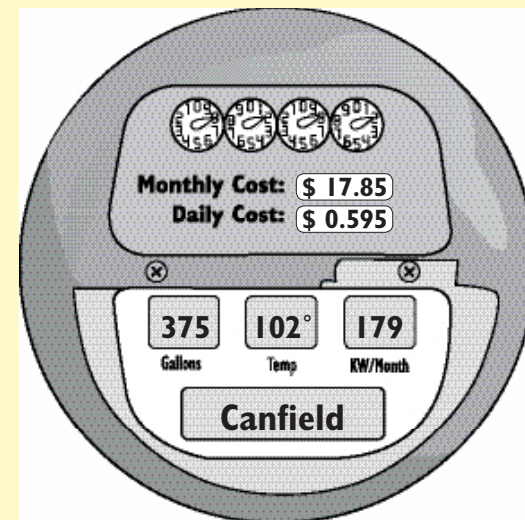 Monthly Cost: $ 17.85
Daily Cost: $ 0.595
375 102° 179
Gallons Temp KW/Month
Canfield